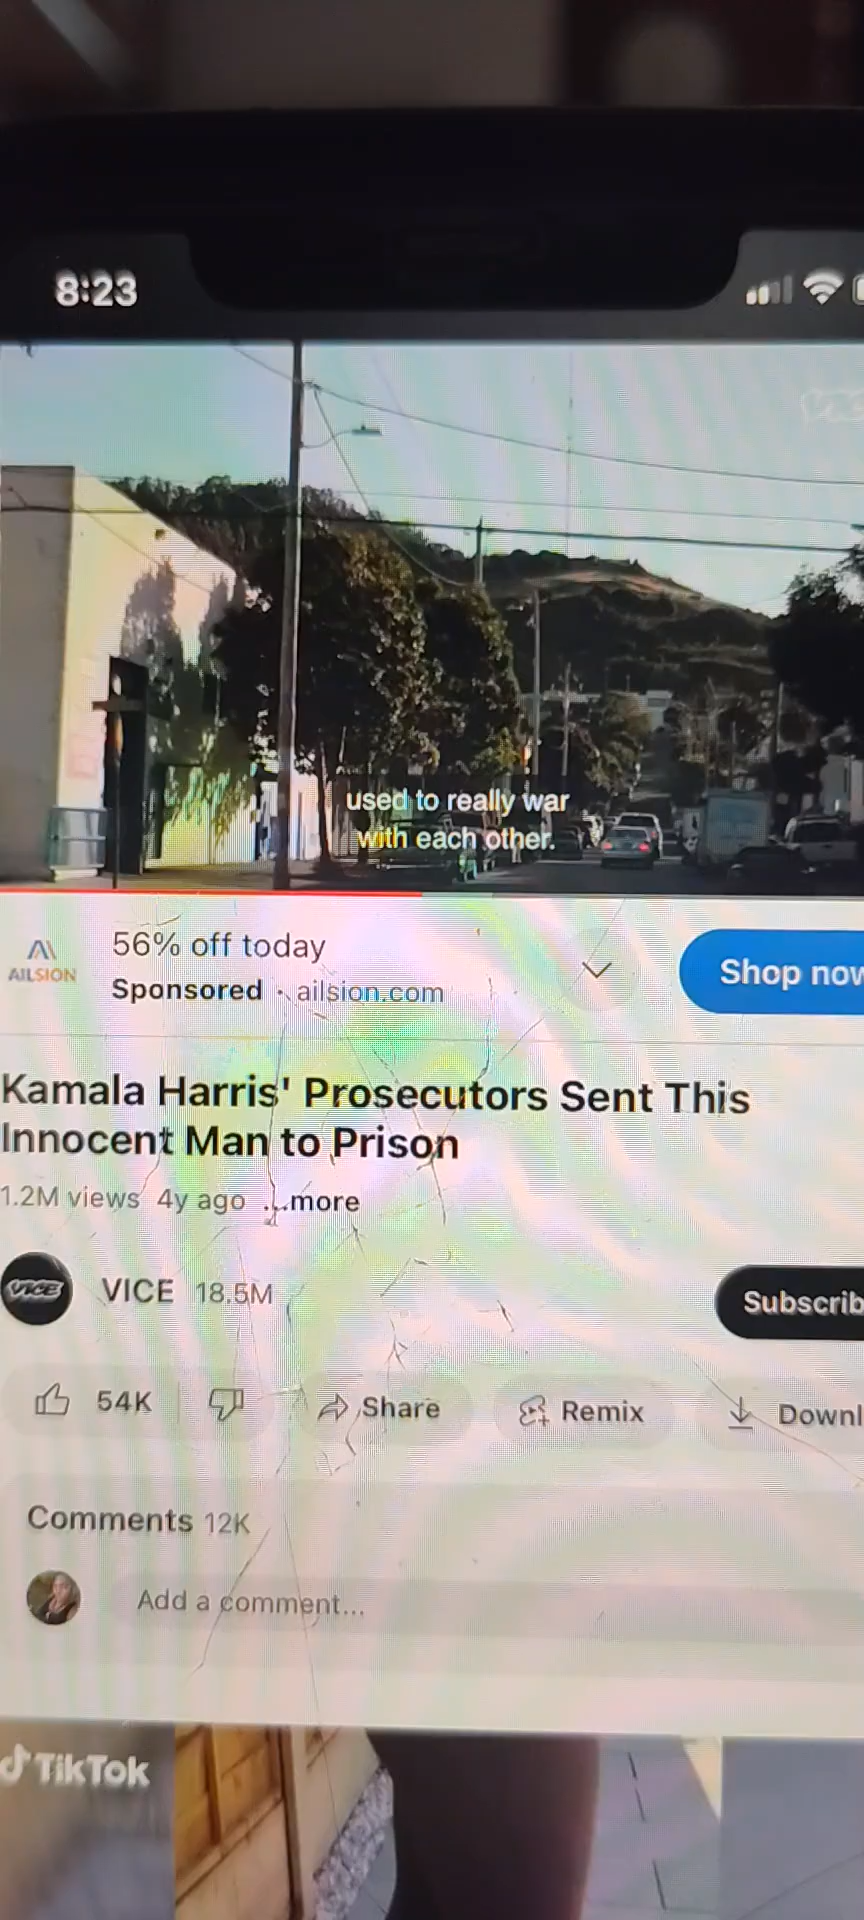 8:23
used to really war
with each other.
56% off today
AILSION
Sponsored · ailsion.com
Shop now
Kamala Harris' Prosecutors Sent This
Innocent Man to Prison
1.2M views 4y ago ...more
VICE
VICE 18.5M
Subscrib
54K
Share
Remix
Downl
Comments 12K
Add a comment...
TikTok